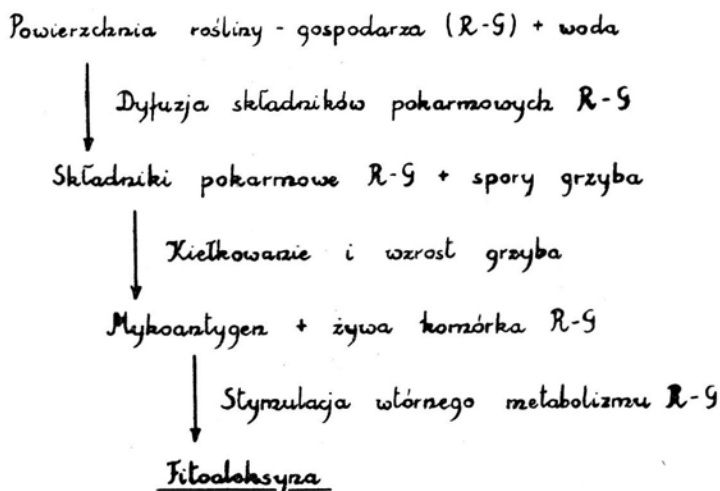 Powierzchnia rośliny - gospodarza (R-G) + woda
Dyfuzja składników pokarmowych R-G
Składniki pokarmowe R-G + spory grzyba
Kiełkowanie i wzrost grzyba
Mykoantygen + żywa komórka R-G
Stymulacja wtórnego metabolizmu R-G
Fitoaleksyna